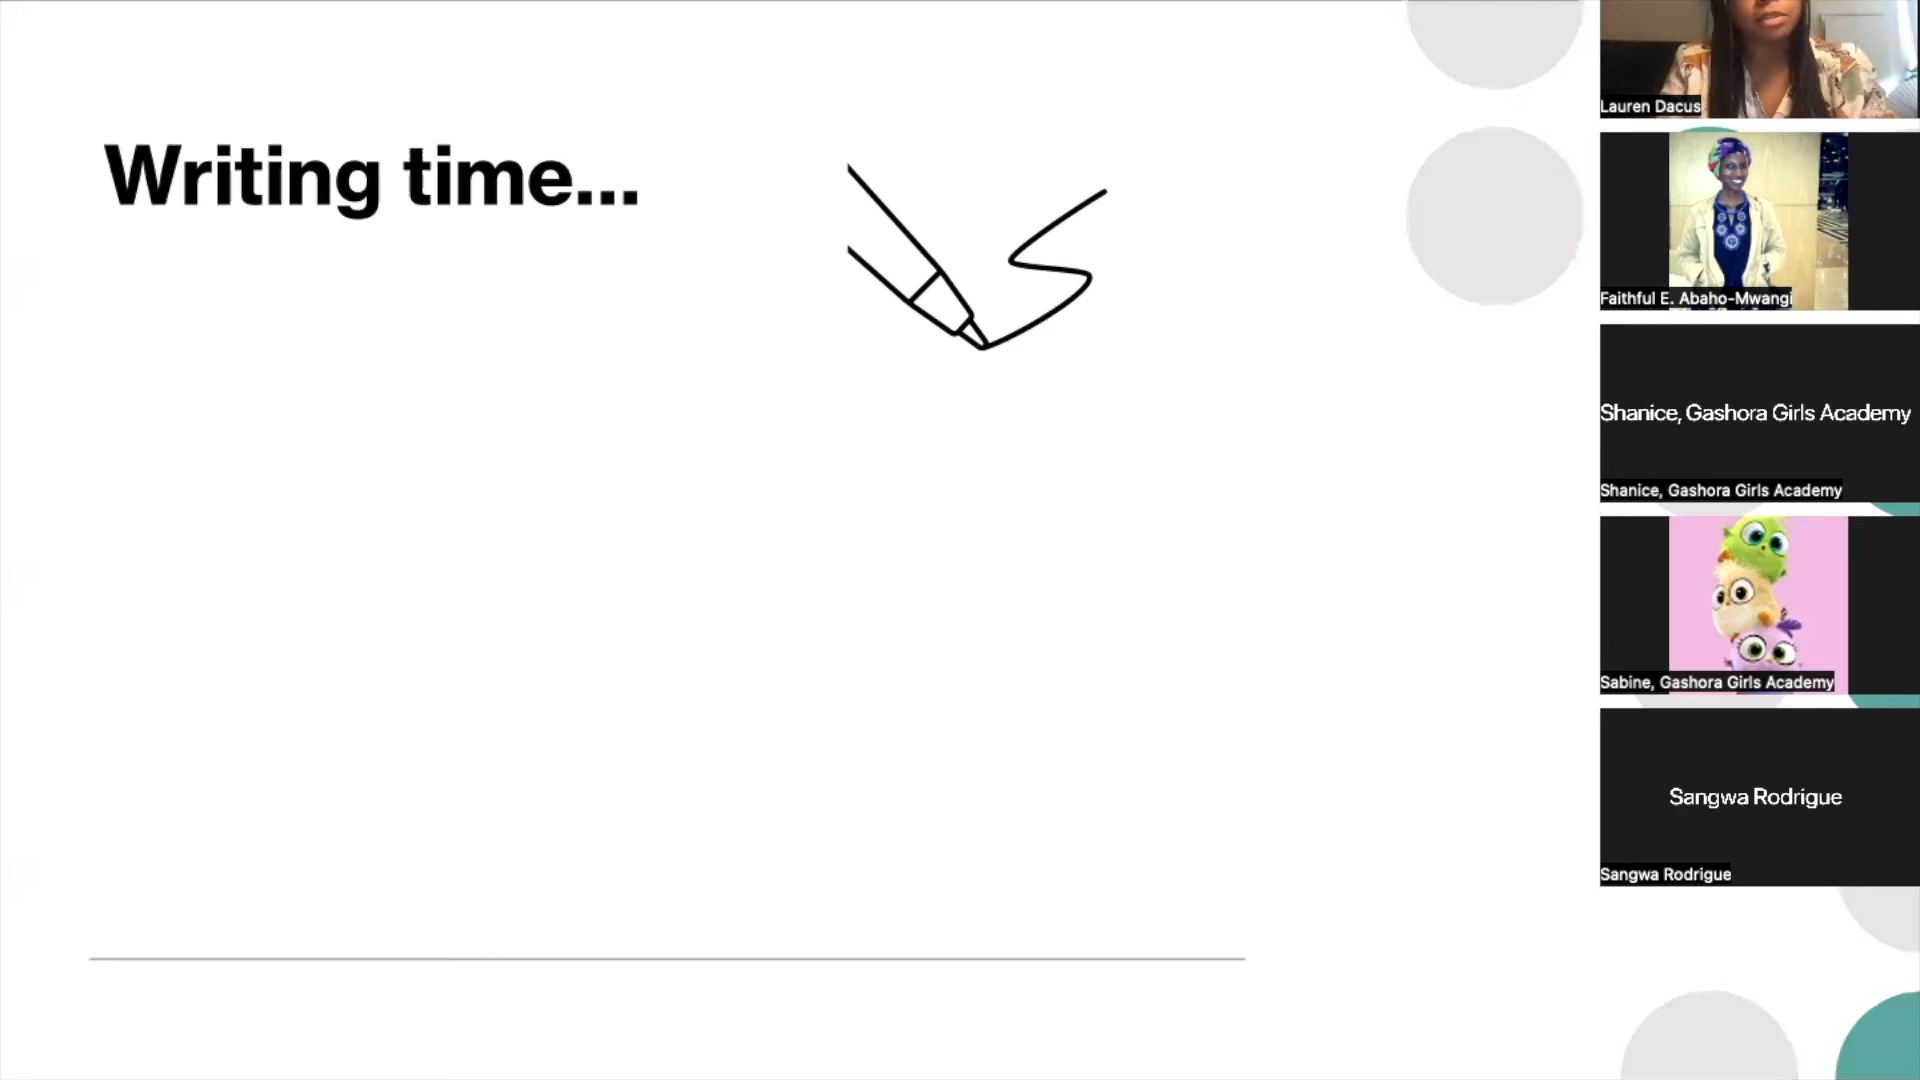 Writing time...
Lauren Dacus
Faithful E. Abaho-Mwangi
Shanice, Gashora Girls Academy
Shanice, Gashora Girls Academy
Sabine, Gashora Girls Academy
Sangwa Rodrigue
Sangwa Rodrigue